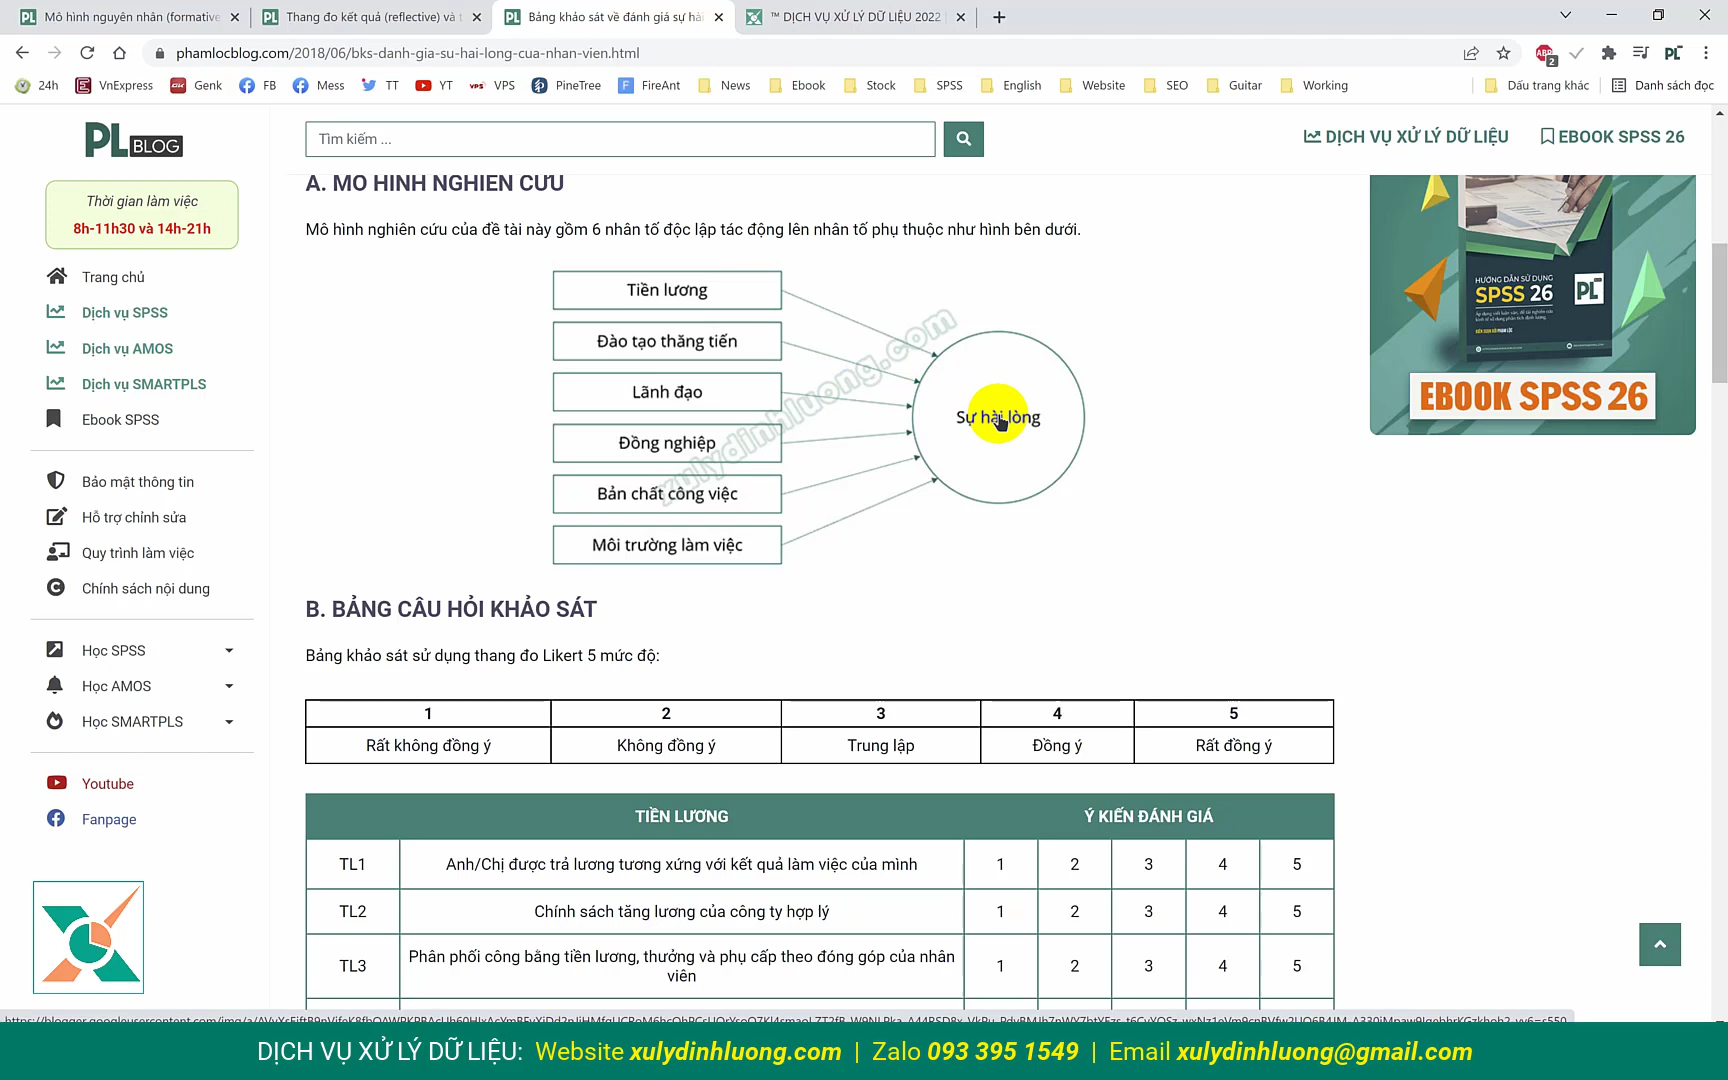 Mô hình nguyên nhân (formative
Thang đo kết quả (reflective) và t
Bảng khảo sát về đánh giá sự hài
™ DỊCH VỤ XỬ LÝ DỮ LIỆU 2022
phamlocblog.com/2018/06/bks-danh-gia-su-hai-long-cua-nhan-vien.html
ABP
2
PL
24h
VnExpress
Genk
FB
Mess
TT
YT
VPS
PineTree
FireAnt
News
Ebook
Stock
SPSS
English
Website
SEO
Guitar
Working
Dấu trang khác
Danh sách đọc
PL BLOG
Tìm kiếm ...
DỊCH VỤ XỬ LÝ DỮ LIỆU
EBOOK SPSS 26
Thời gian làm việc
8h-11h30 và 14h-21h
Trang chủ
Dịch vụ SPSS
Dịch vụ AMOS
Dịch vụ SMARTPLS
Ebook SPSS
Bảo mật thông tin
Hỗ trợ chỉnh sửa
Quy trình làm việc
Chính sách nội dung
Học SPSS
Học AMOS
Học SMARTPLS
Youtube
Fanpage
A. MÔ HÌNH NGHIÊN CỨU
Mô hình nghiên cứu của đề tài này gồm 6 nhân tố độc lập tác động lên nhân tố phụ thuộc như hình bên dưới.
Tiền lương
Đào tạo thăng tiến
Lãnh đạo
Đồng nghiệp
Bản chất công việc
Môi trường làm việc
Sự hài lòng
xulydinhluong.com
HƯỚNG DẪN SỬ DỤNG
SPSS 26
PL
EBOOK SPSS 26
B. BẢNG CÂU HỎI KHẢO SÁT
Bảng khảo sát sử dụng thang đo Likert 5 mức độ:
1 2 3 4 5
Rất không đồng ý Không đồng ý Trung lập Đồng ý Rất đồng ý
TIỀN LƯƠNG Ý KIẾN ĐÁNH GIÁ
TL1 Anh/Chị được trả lương tương xứng với kết quả làm việc của mình 1 2 3 4 5
TL2 Chính sách tăng lương của công ty hợp lý 1 2 3 4 5
TL3 Phân phối công bằng tiền lương, thưởng và phụ cấp theo đóng góp của nhân viên 1 2 3 4 5
DỊCH VỤ XỬ LÝ DỮ LIỆU: Website xulydinhluong.com | Zalo 093 395 1549 | Email xulydinhluong@gmail.com